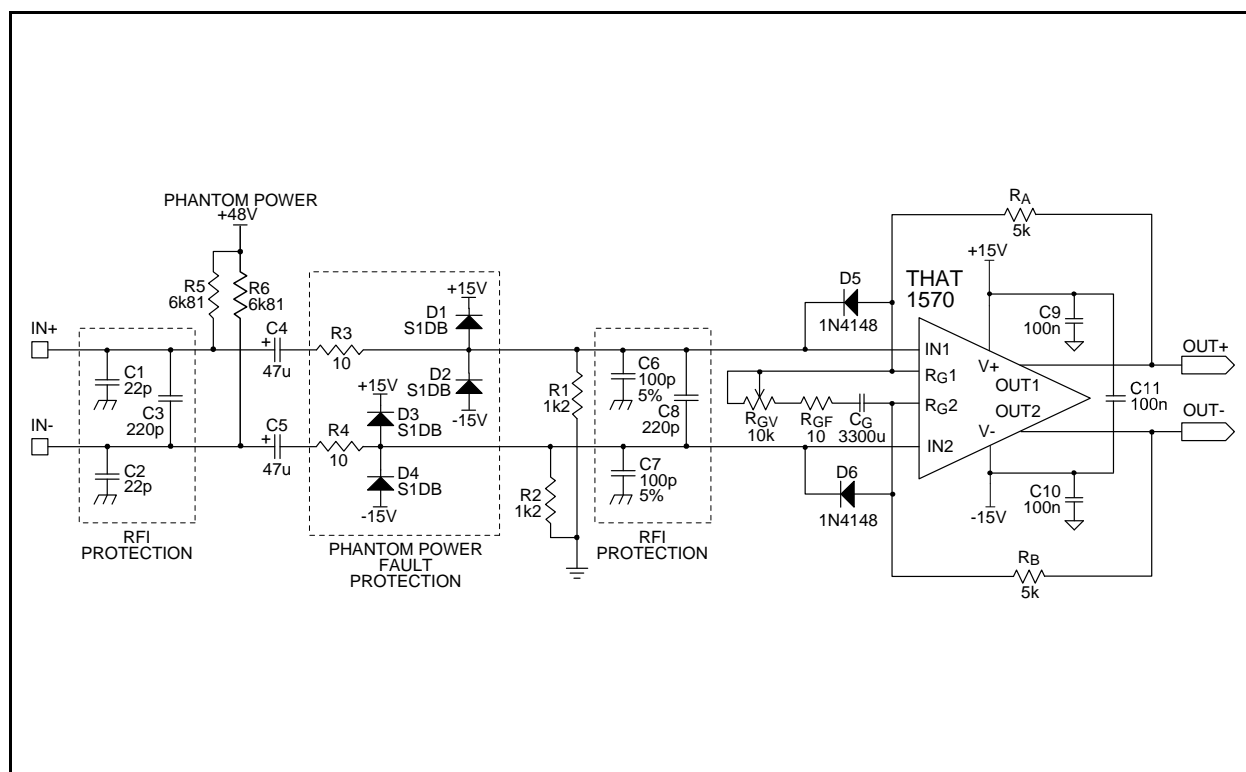 PHANTOM POWER
+48V
R5
6k81
R6
6k81
IN+
IN-
C1
22p
C3
220p
C2
22p
RFI
PROTECTION
C4
+
47u
C5
+
47u
R3
10
R4
10
+15V
D1
S1DB
D2
S1DB
-15V
+15V
D3
S1DB
D4
S1DB
-15V
PHANTOM POWER
FAULT
PROTECTION
R1
1k2
R2
1k2
C6
100p
5%
C8
220p
C7
100p
5%
RFI
PROTECTION
D5
1N4148
D6
1N4148
RGV
10k
RGF
10
CG
3300u
RA
5k
RB
5k
THAT
1570
IN1
RG1
RG2
IN2
V+
OUT1
OUT2
V-
+15V
-15V
C9
100n
C11
100n
C10
100n
OUT+
OUT-